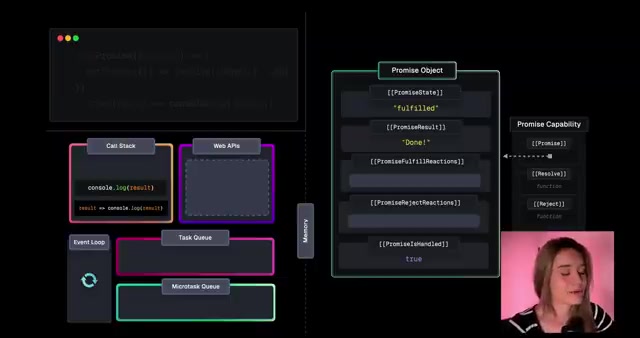 Promise Object
[[PromiseState]]
"fulfilled"
[[PromiseResult]]
"Done!"
[[PromiseFulfillReactions]]
[[PromiseRejectReactions]]
[[PromiseIsHandled]]
true
Promise Capability
[[Promise]]
[[Resolve]]
function
[[Reject]]
function
Call Stack
console.log(result)
result => console.log(result)
Web APIs
Memory
Event Loop
Task Queue
Microtask Queue